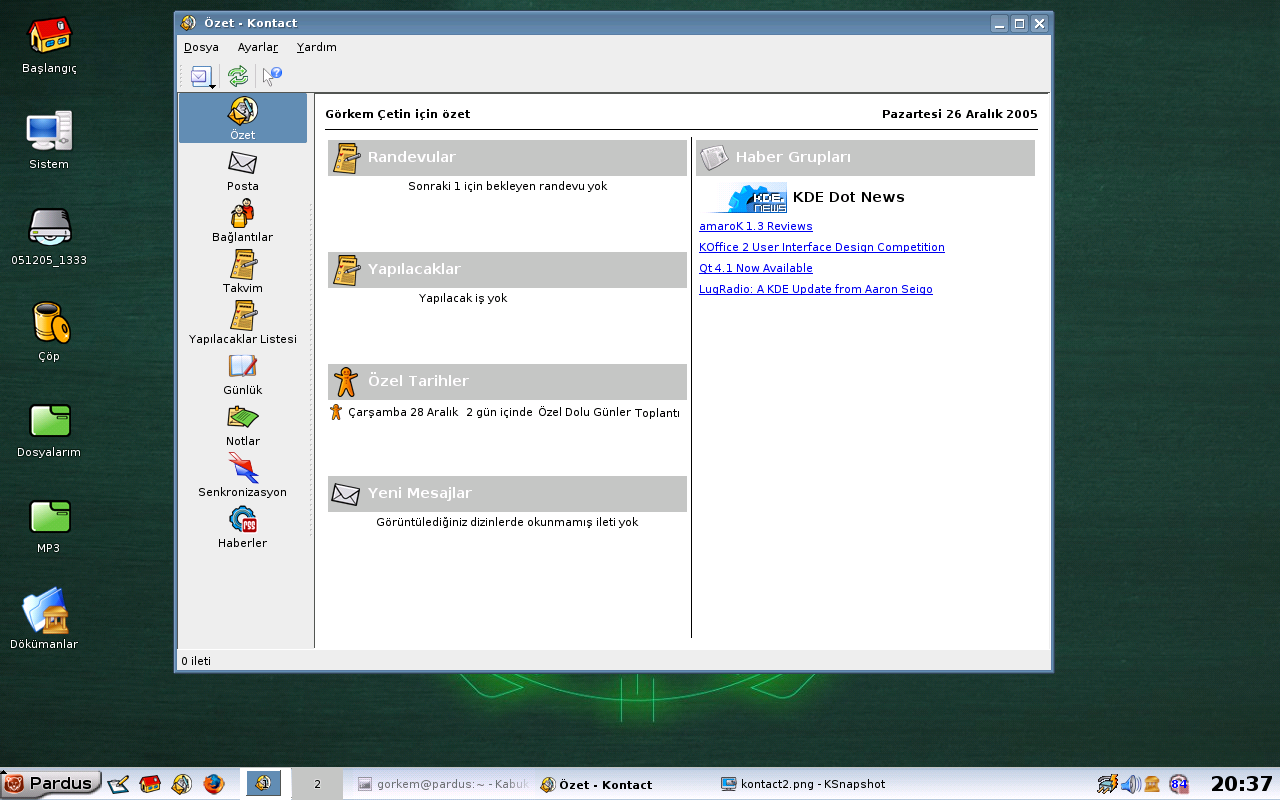 Özet - Kontact
Dosya Ayarlar Yardım
Başlangıç
Sistem
051205_1333
Çöp
Dosyalarım
MP3
Dökümanlar
Özet
Posta
Bağlantılar
Takvim
Yapılacaklar Listesi
Günlük
Notlar
Senkronizasyon
Haberler
Görkem Çetin için özet
Pazartesi 26 Aralık 2005
Randevular
Sonraki 1 için bekleyen randevu yok
Yapılacaklar
Yapılacak iş yok
Özel Tarihler
Çarşamba 28 Aralık 2 gün içinde Özel Dolu Günler Toplantı
Yeni Mesajlar
Görüntülediğiniz dizinlerde okunmamış ileti yok
Haber Grupları
KDE NEWS
KDE Dot News
amaroK 1.3 Reviews
KOffice 2 User Interface Design Competition
Qt 4.1 Now Available
LugRadio: A KDE Update from Aaron Seigo
RSS
0 ileti
Pardus
1
2
gorkem@pardus:~ - Kabuk
Özet - Kontact
kontact2.png - KSnapshot
84
20:37